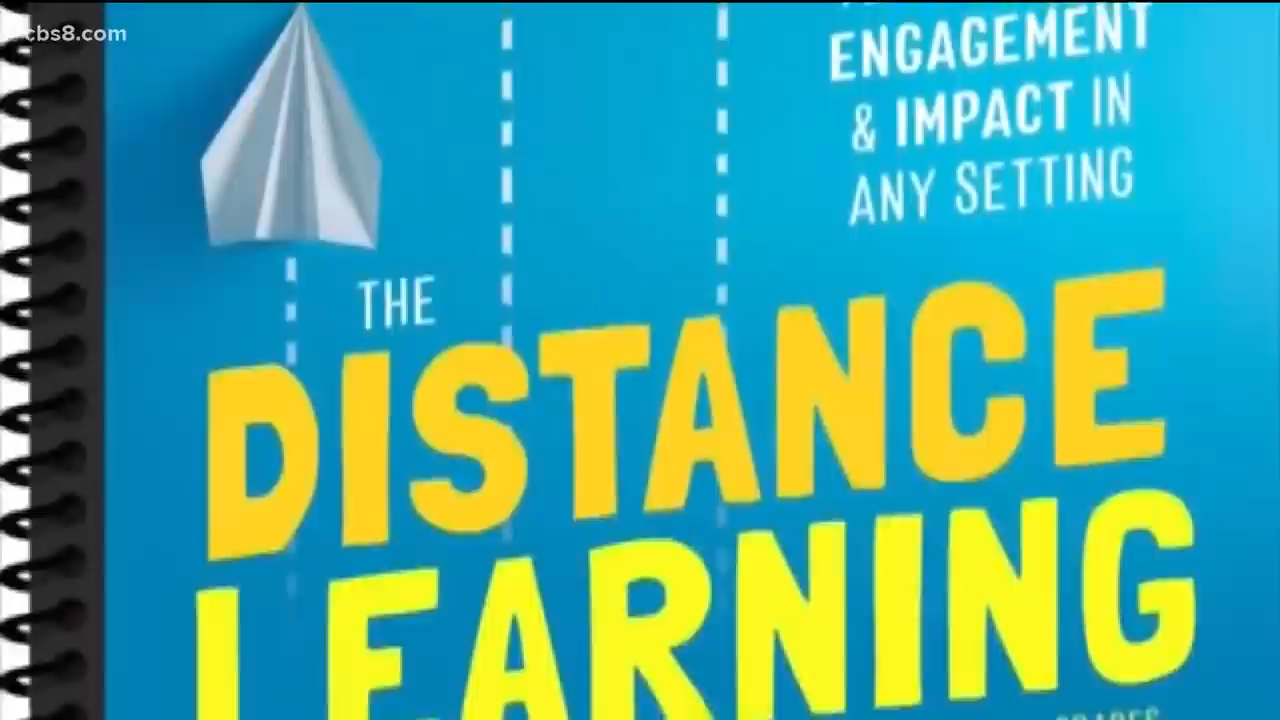 cbs8.com
ENGAGEMENT
& IMPACT IN
ANY SETTING
THE
DISTANCE
LEARNING